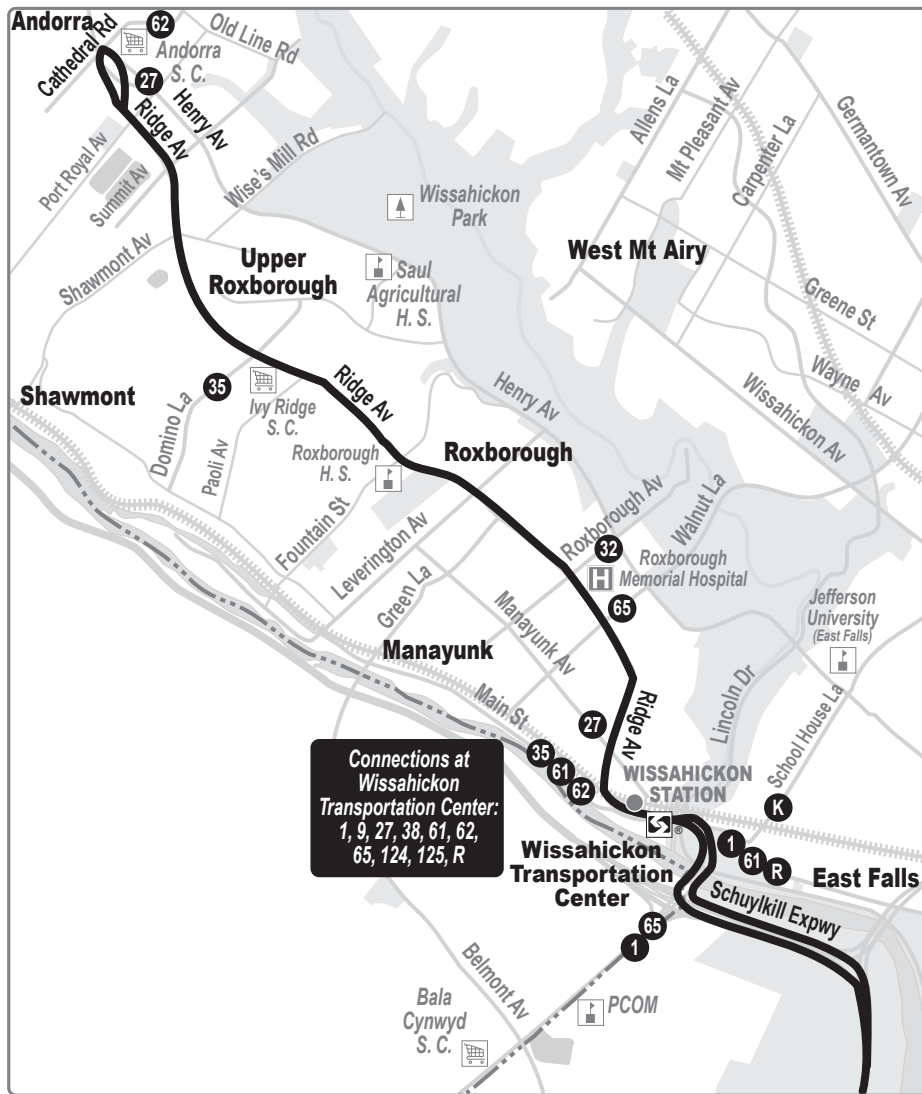 Andorra
62
Old Line Rd
Cathedral Rd
Andorra
S. C.
27
Henry Av
Ridge Av
Port Royal Av
Summit Av
Wise's Mill Rd
Allens La
Mt Pleasant Av
Carpenter La
Germantown Av
Wissahickon
Park
West Mt Airy
Shawmont Av
Upper
Roxborough
Saul
Agricultural
H. S.
Greene St
Wayne Av
Wissahickon Av
Shawmont
35
Domino La
Paoli Av
Ivy Ridge
S. C.
Ridge Av
Henry Av
Roxborough
H. S.
Roxborough
Fountain St
Leverington Av
Green La
Roxborough Av
Walnut La
32
H
Roxborough
Memorial Hospital
65
Manayunk Av
Jefferson
University
(East Falls)
Manayunk
Main St
27
Ridge Av
Lincoln Dr
School House La
35
61
62
WISSAHICKON
STATION
K
Connections at
Wissahickon
Transportation Center:
1, 9, 27, 38, 61, 62,
65, 124, 125, R
®
1
61
R
Wissahickon
Transportation
Center
East Falls
Schuylkill Expwy
65
1
Belmont Av
Bala
Cynwyd
S. C.
PCOM